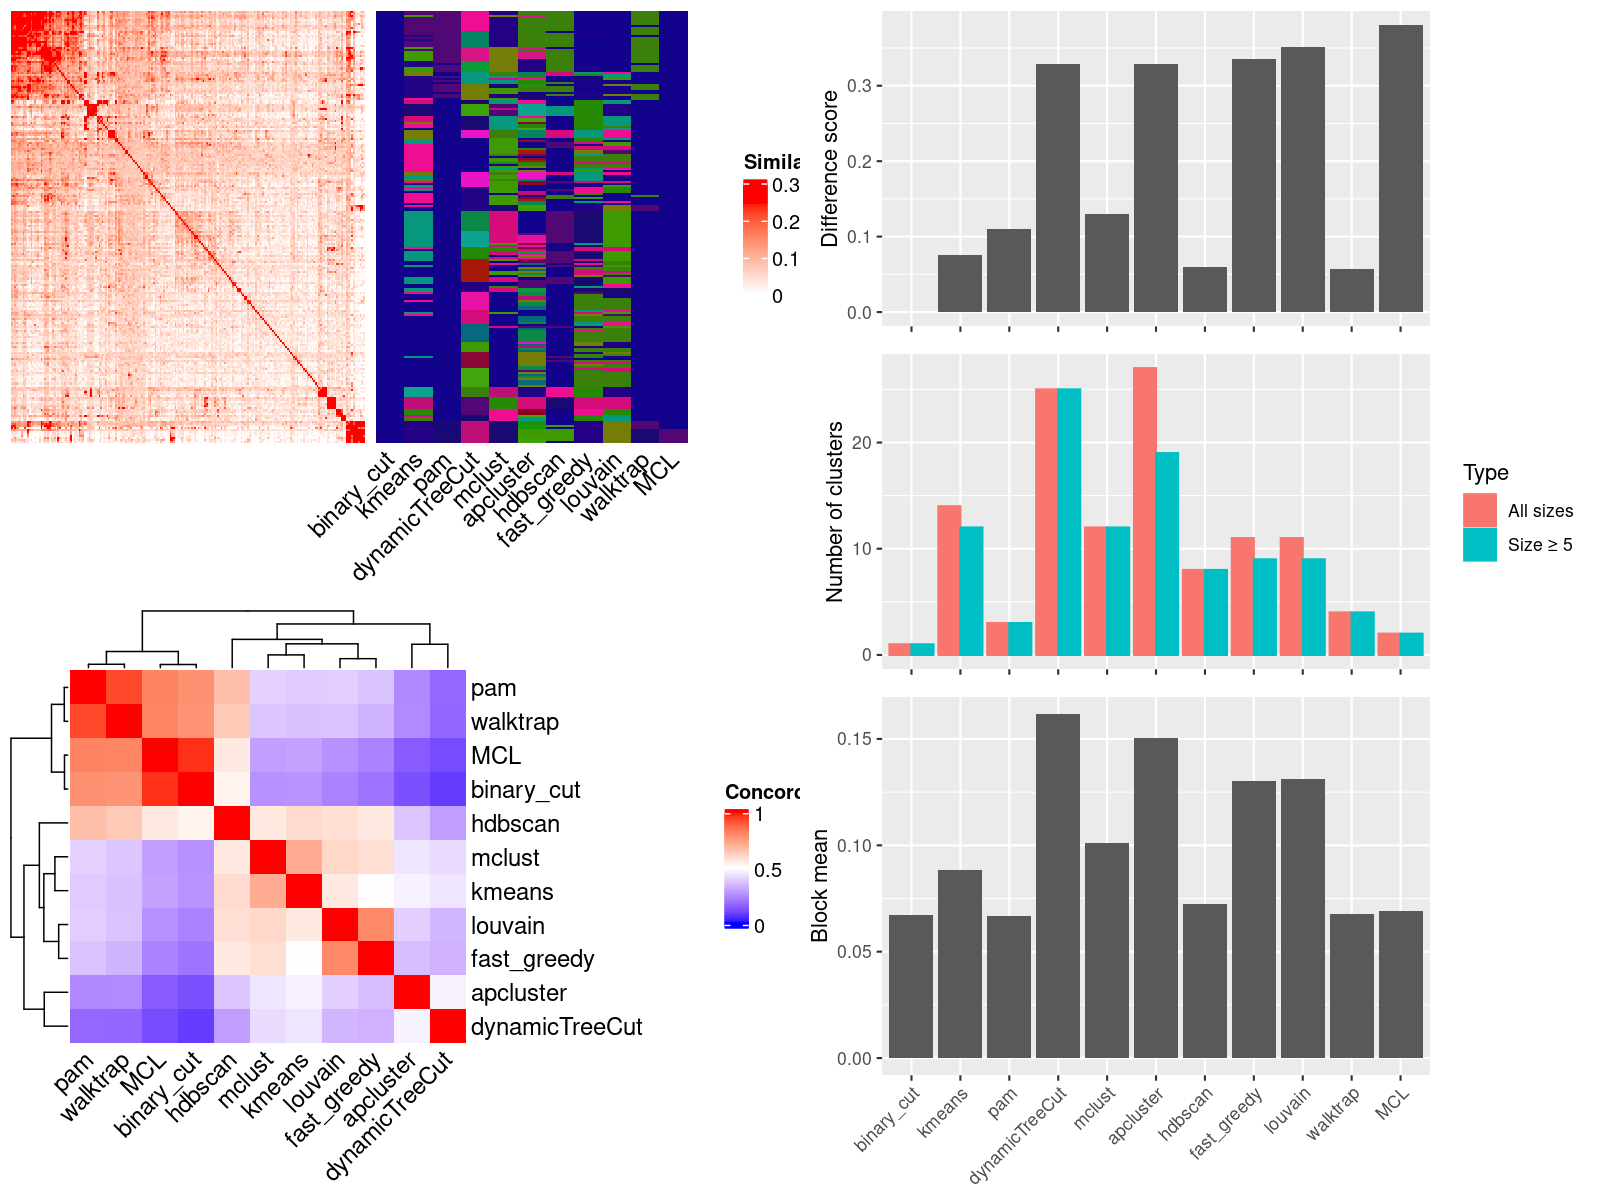 Simila
0.3
0.2
0.1
0
binary_cut
kmeans
pam
dynamicTreeCut
mclust
apcluster
hdbscan
fast_greedy
louvain
walktrap
MCL
Difference score
0.3
0.2
0.1
0.0
Number of clusters
20
10
0
Type
All sizes
Size ≥ 5
Block mean
0.15
0.10
0.05
0.00
binary_cut
kmeans
pam
dynamicTreeCut
mclust
apcluster
hdbscan
fast_greedy
louvain
walktrap
MCL
pam
walktrap
MCL
binary_cut
hdbscan
mclust
kmeans
louvain
fast_greedy
apcluster
dynamicTreeCut
Concord
1
0.5
0
pam
walktrap
MCL
binary_cut
hdbscan
mclust
kmeans
louvain
fast_greedy
apcluster
dynamicTreeCut